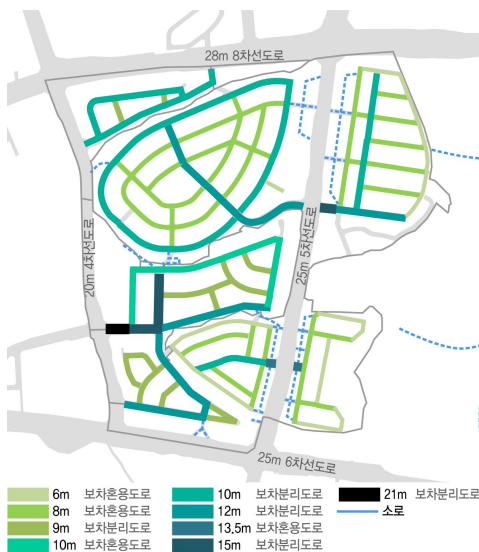 28m 8차선도로
25m 5차선도로
20m 4차선도로
25m 6차선도로
6m 보차혼용도로
8m 보차혼용도로
9m 보차분리도로
10m 보차혼용도로
10m 보차분리도로
12m 보차분리도로
13,5m 보차혼용도로
15m 보차분리도로
21m 보차분리도로
소로